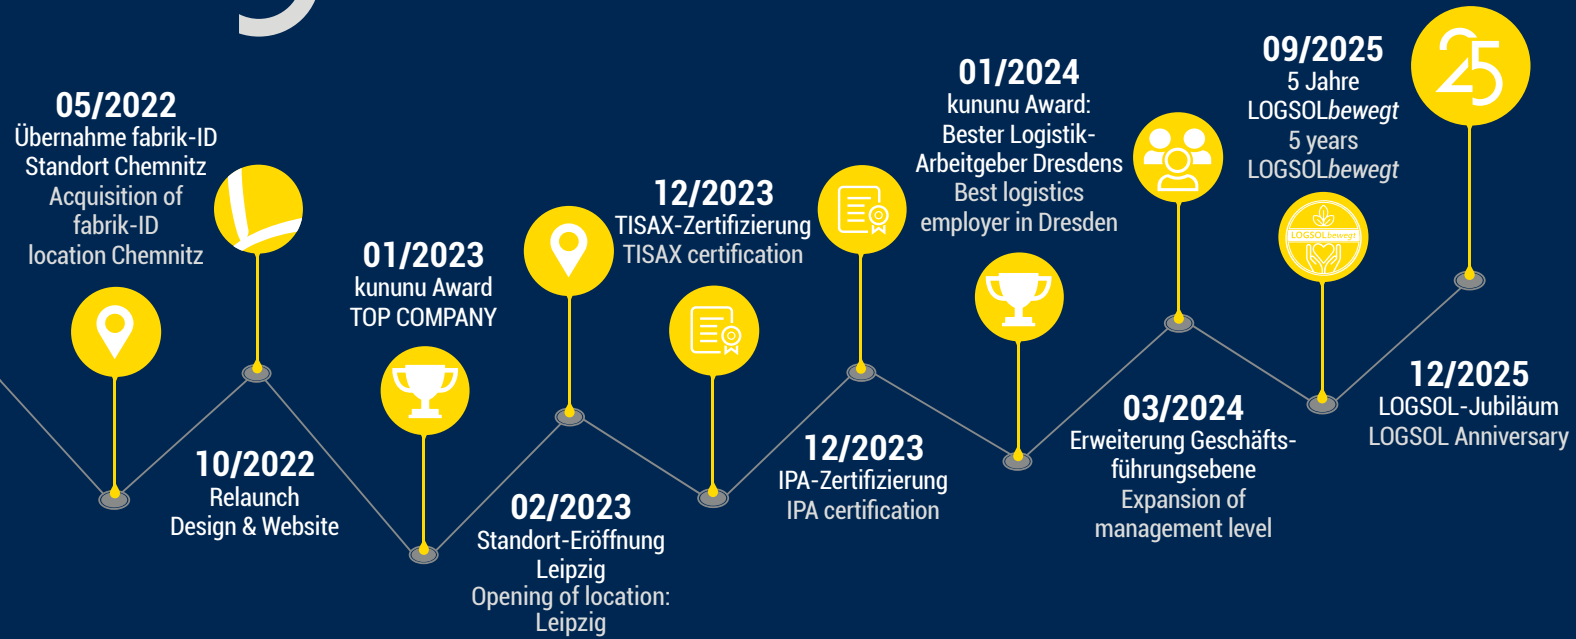 05/2022
Übernahme fabrik-ID
Standort Chemnitz
Acquisition of
fabrik-ID
location Chemnitz
10/2022
Relaunch
Design & Website
01/2023
kununu Award
TOP COMPANY
02/2023
Standort-Eröffnung
Leipzig
Opening of location:
Leipzig
12/2023
TISAX-Zertifizierung
TISAX certification
12/2023
IPA-Zertifizierung
IPA certification
01/2024
kununu Award:
Bester Logistik-
Arbeitgeber Dresdens
Best logistics
employer in Dresden
03/2024
Erweiterung Geschäfts-
führungsebene
Expansion of
management level
09/2025
5 Jahre
LOGSOLbewegt
5 years
LOGSOLbewegt
LOGSOLbewegt
25
12/2025
LOGSOL-Jubiläum
LOGSOL Anniversary